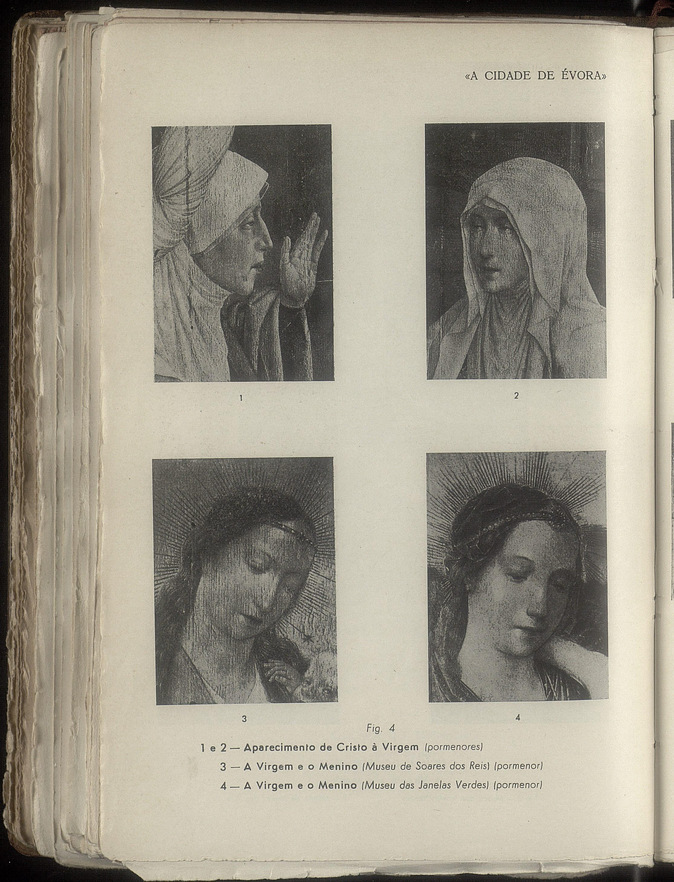 «A CIDADE DE ÉVORA»
1
2
3
4
Fig. 4
1 e 2 — Aparecimento de Cristo à Virgem (pormenores)
3 — A Virgem e o Menino (Museu de Soares dos Reis) (pormenor)
4 — A Virgem e o Menino (Museu das Janelas Verdes) (pormenor)